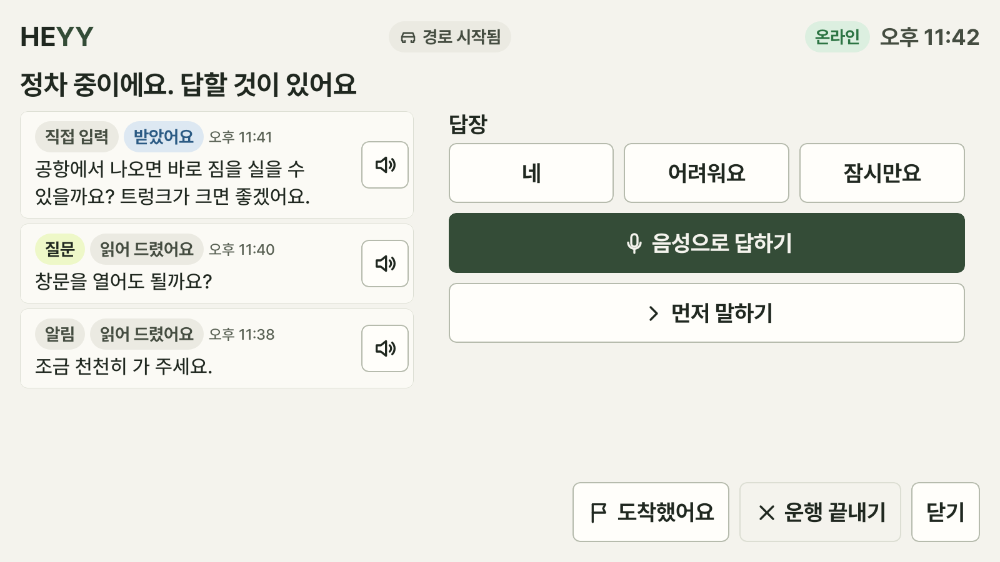 HEYY
경로 시작됨
온라인 오후 11:42
정차 중이에요. 답할 것이 있어요
직접 입력 받았어요 오후 11:41
공항에서 나오면 바로 짐을 실을 수
있을까요? 트렁크가 크면 좋겠어요.
질문 읽어 드렸어요 오후 11:40
창문을 열어도 될까요?
알림 읽어 드렸어요 오후 11:38
조금 천천히 가 주세요.
답장
네
어려워요
잠시만요
음성으로 답하기
먼저 말하기
도착했어요
운행 끝내기
닫기